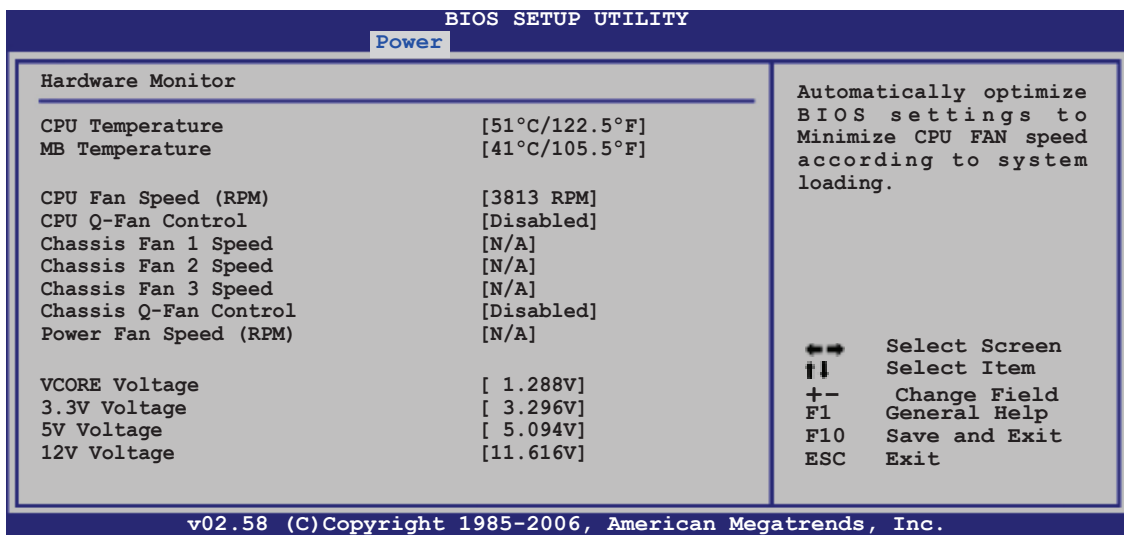 BIOS SETUP UTILITY
Power
Hardware Monitor
CPU Temperature [51°C/122.5°F]
MB Temperature [41°C/105.5°F]
CPU Fan Speed (RPM) [3813 RPM]
CPU Q-Fan Control [Disabled]
Chassis Fan 1 Speed [N/A]
Chassis Fan 2 Speed [N/A]
Chassis Fan 3 Speed [N/A]
Chassis Q-Fan Control [Disabled]
Power Fan Speed (RPM) [N/A]
VCORE Voltage [ 1.288V]
3.3V Voltage [ 3.296V]
5V Voltage [ 5.094V]
12V Voltage [11.616V]
Automatically optimize
BIOS settings to
Minimize CPU FAN speed
according to system
loading.
←→ Select Screen
↑↓ Select Item
+- Change Field
F1 General Help
F10 Save and Exit
ESC Exit
v02.58 (C)Copyright 1985-2006, American Megatrends, Inc.